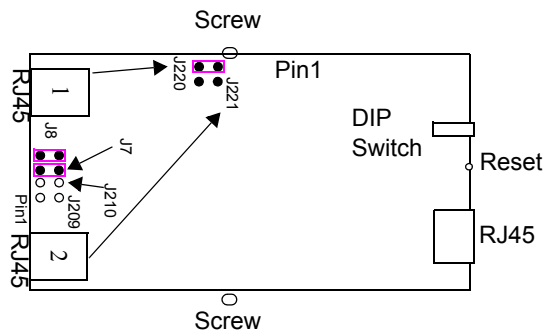 Screw
RJ45
1
J220
J221
Pin1
DIP
Switch
J8
J7
Reset
J210
J209
Pin1
RJ45
2
RJ45
Screw